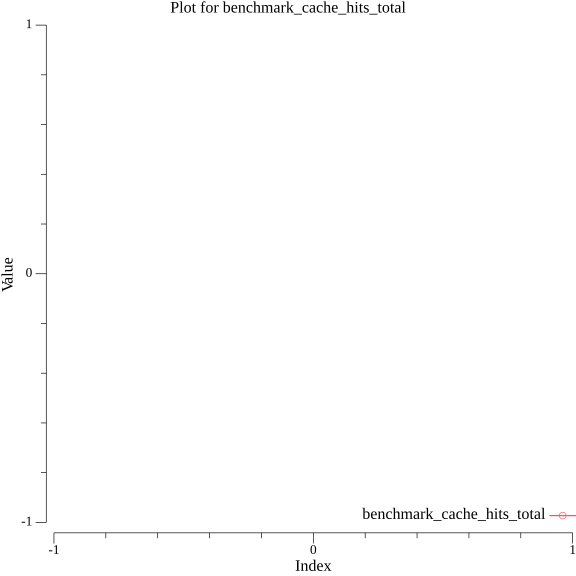 Plot for benchmark_cache_hits_total
1
Value
0
-1
benchmark_cache_hits_total
-1
0
1
Index